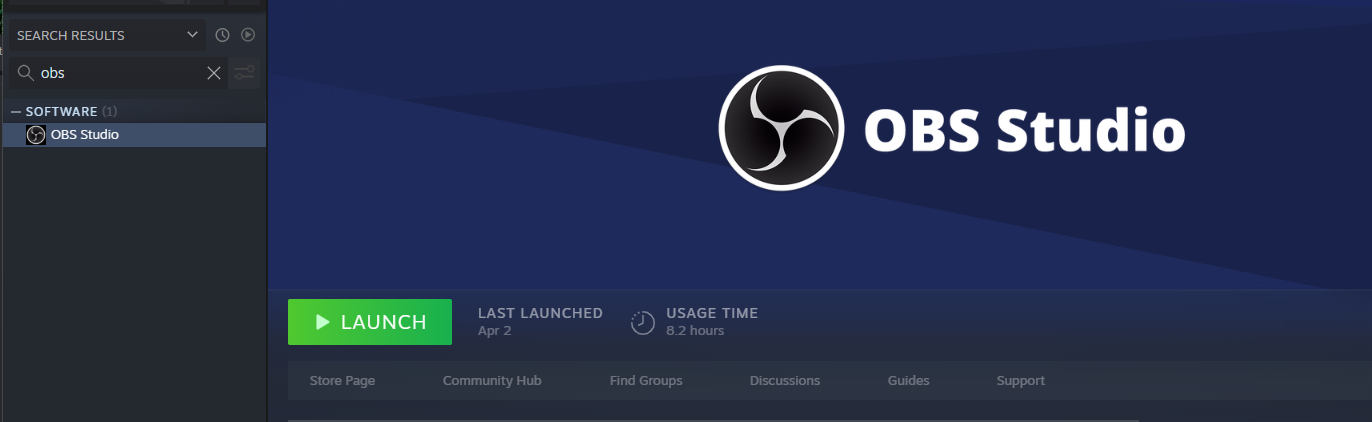 SEARCH RESULTS
obs
SOFTWARE (1)
OBS Studio
OBS Studio
LAUNCH
LAST LAUNCHED
Apr 2
USAGE TIME
8.2 hours
Store Page
Community Hub
Find Groups
Discussions
Guides
Support